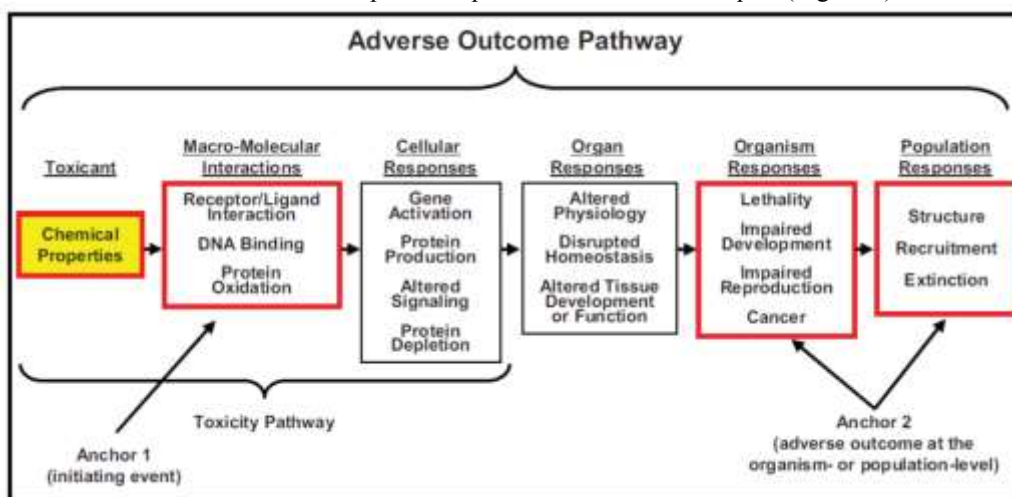 Adverse Outcome Pathway
Toxicant
Chemical
Properties
Macro-Molecular
Interactions
Receptor/Ligand
Interaction
DNA Binding
Protein
Oxidation
Cellular
Responses
Gene
Activation
Protein
Production
Altered
Signaling
Protein
Depletion
Organ
Responses
Altered
Physiology
Disrupted
Homeostasis
Altered Tissue
Development
or Function
Organism
Responses
Lethality
Impaired
Development
Impaired
Reproduction
Cancer
Population
Responses
Structure
Recruitment
Extinction
Toxicity Pathway
Anchor 1
(initiating event)
Anchor 2
(adverse outcome at the
organism- or population-level)